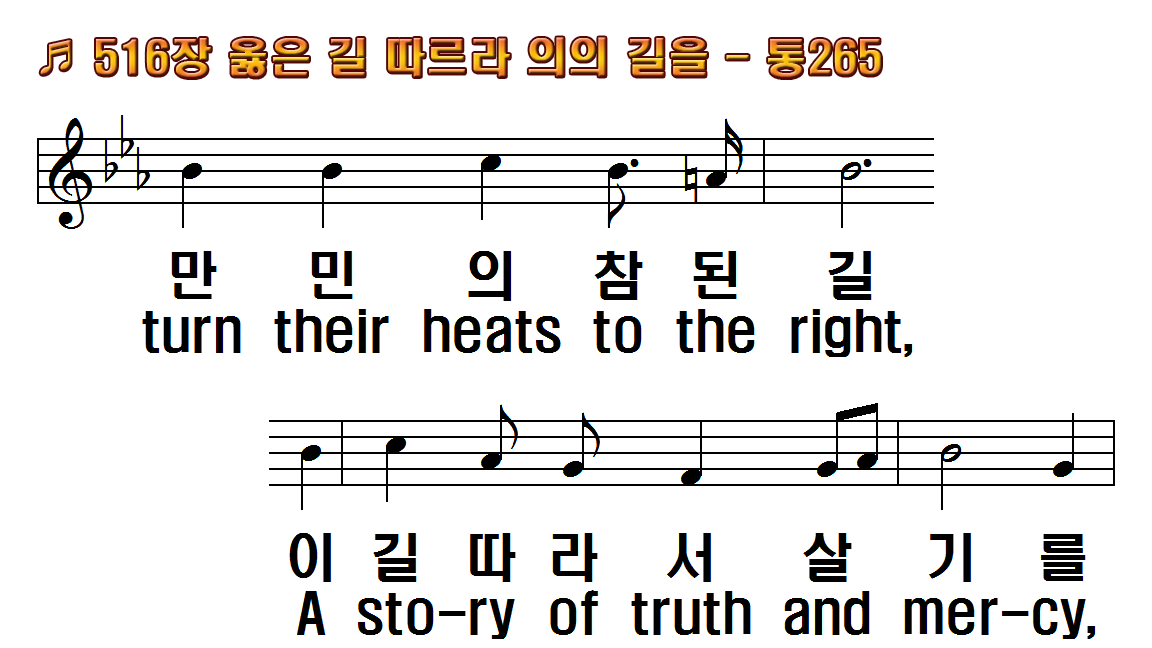 ♬ 516장 옳은 길 따르라 의의 길을 - 통265
만 민 의 참 된 길
turn their heats to the right,
이 길 따 라 서 살 기 를
A sto-ry of truth and mer-cy,